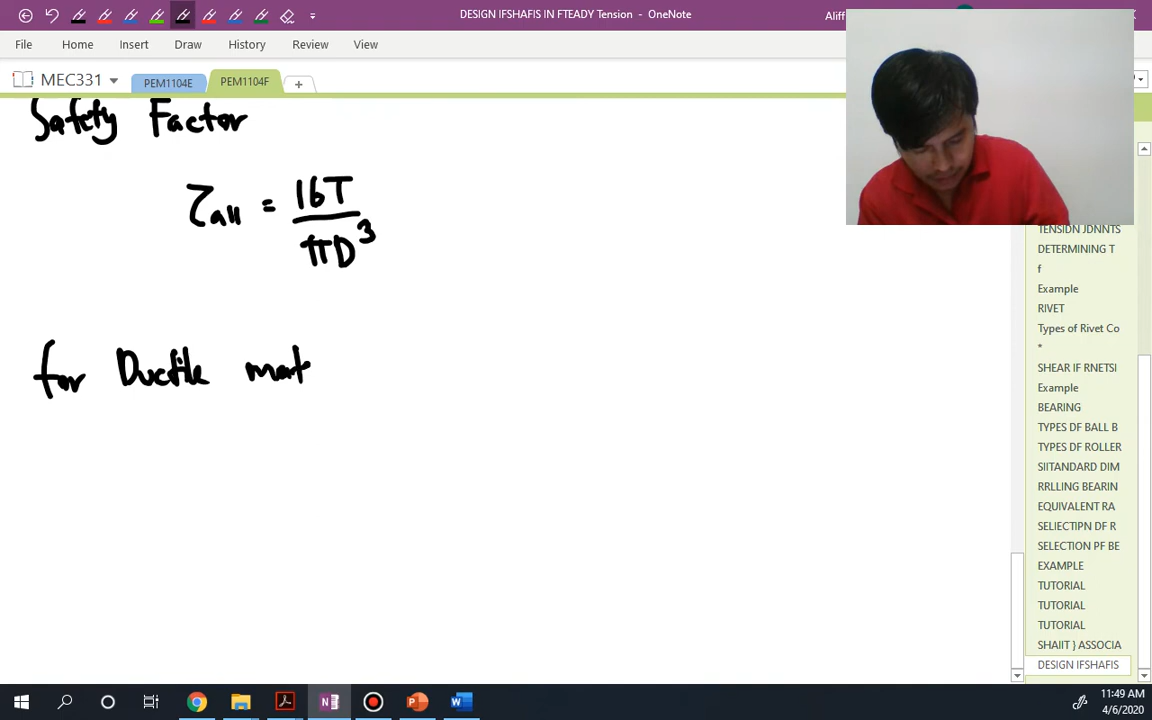 DESIGN IFSHAFIS IN FTEADY Tension - OneNote
Aliff
File Home Insert Draw History Review View
MEC331 PEM1104E PEM1104F
Safety Factor
τall = 16T
πD³
for Ductile mat
TENSIDN JDNNTS
DETERMINING T
f
Example
RIVET
Types of Rivet Co
*
SHEAR IF RNETSI
Example
BEARING
TYPES DF BALL B
TYPES DF ROLLER
SIITANDARD DIM
RRLLING BEARIN
EQUIVALENT RA
SELIECTIPN DF R
SELECTION PF BE
EXAMPLE
TUTORIAL
TUTORIAL
TUTORIAL
SHAIIT } ASSOCIA
DESIGN IFSHAFIS
11:49 AM
4/6/2020